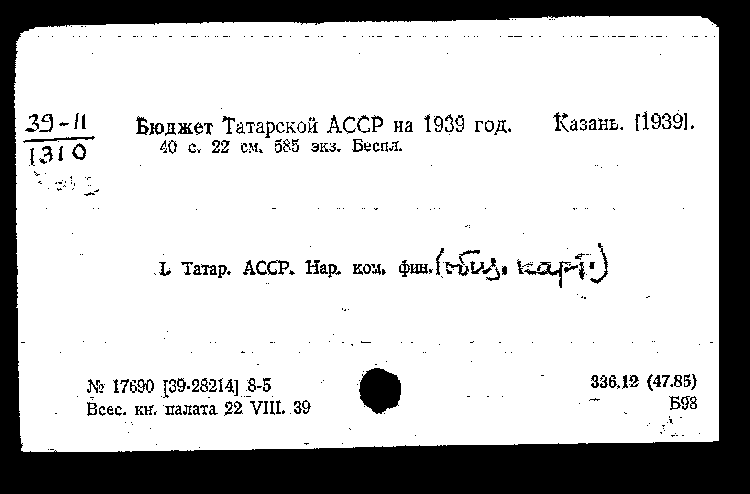 39-11
1310
Бюджет Татарской АССР на 1939 год. Казань. [1939].
40 с. 22 см. 585 экз. Беспл.
I. Татар. АССР. Нар. ком. фин. (общ. карт.)
№ 17690 [39-28214] 8-5
Всес. кн. палата 22 VIII. 39
336.12 (47.85)
Б98